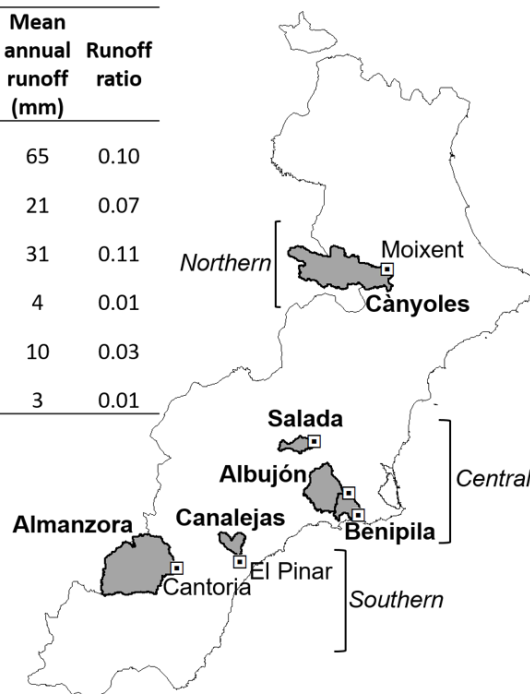 Mean
annual
runoff
(mm)
Runoff
ratio
65 0.10
21 0.07
31 0.11
4 0.01
10 0.03
3 0.01
Northern
Moixent
Cànyoles
Salada
Albujón
Central
Almanzora
Canalejas
Benipila
El Pinar
Cantoria
Southern